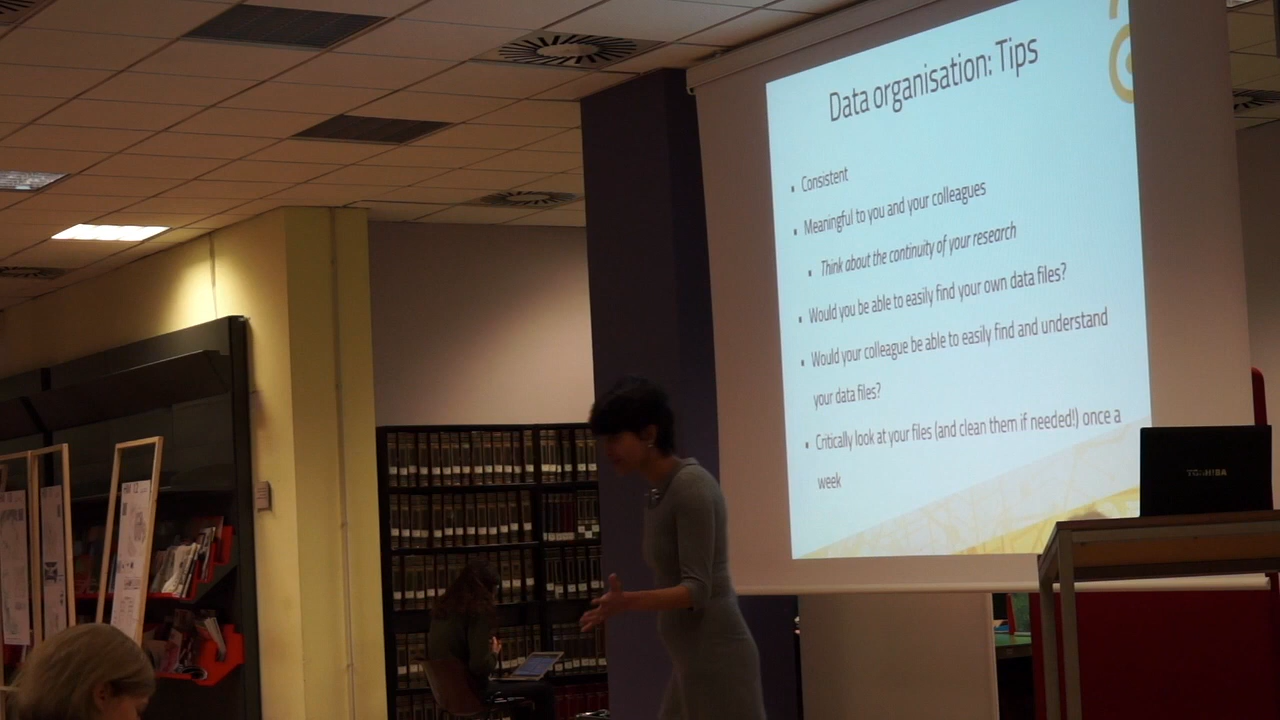 Data organisation: Tips
Consistent
Meaningful to you and your colleagues
Think about the continuity of your research
Would you be able to easily find your own data files?
Would your colleague be able to easily find and understand
your data files?
Critically look at your files (and clean them if needed!) once a
week
TOSHIBA